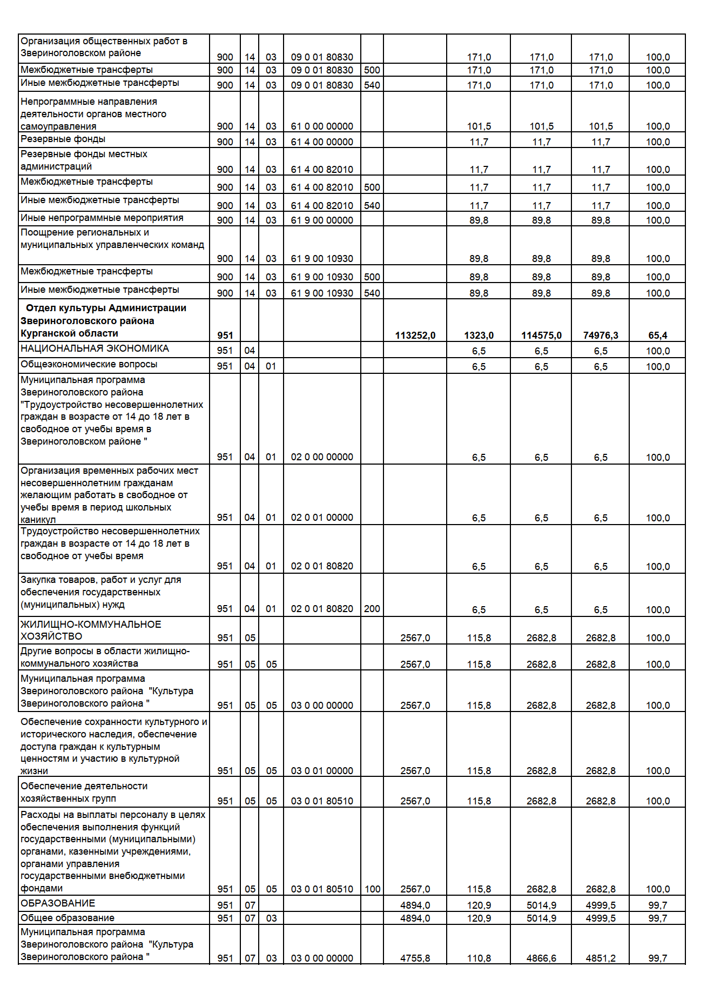 Организация общественных работ в
Звериноголовском районе 900 14 03 09 0 01 80830 171,0 171,0 171,0 100,0
Межбюджетные трансферты 900 14 03 09 0 01 80830 500 171,0 171,0 171,0 100,0
Иные межбюджетные трансферты 900 14 03 09 0 01 80830 540 171,0 171,0 171,0 100,0
Непрограммные направления
деятельности органов местного
самоуправления 900 14 03 61 0 00 00000 101,5 101,5 101,5 100,0
Резервные фонды 900 14 03 61 4 00 00000 11,7 11,7 11,7 100,0
Резервные фонды местных
администраций 900 14 03 61 4 00 82010 11,7 11,7 11,7 100,0
Межбюджетные трансферты 900 14 03 61 4 00 82010 500 11,7 11,7 11,7 100,0
Иные межбюджетные трансферты 900 14 03 61 4 00 82010 540 11,7 11,7 11,7 100,0
Иные непрограммные мероприятия 900 14 03 61 9 00 00000 89,8 89,8 89,8 100,0
Поощрение региональных и
муниципальных управленческих команд
900 14 03 61 9 00 10930 89,8 89,8 89,8 100,0
Межбюджетные трансферты 900 14 03 61 9 00 10930 500 89,8 89,8 89,8 100,0
Иные межбюджетные трансферты 900 14 03 61 9 00 10930 540 89,8 89,8 89,8 100,0
Отдел культуры Администрации
Звериноголовского района
Курганской области 951 113252,0 1323,0 114575,0 74976,3 65,4
НАЦИОНАЛЬНАЯ ЭКОНОМИКА 951 04 6,5 6,5 6,5 100,0
Общеэкономические вопросы 951 04 01 6,5 6,5 6,5 100,0
Муниципальная программа
Звериноголовского района
"Трудоустройство несовершеннолетних
граждан в возрасте от 14 до 18 лет в
свободное от учебы время в
Звериноголовском районе "
951 04 01 02 0 00 00000 6,5 6,5 6,5 100,0
Организация временных рабочих мест
несовершеннолетним гражданам
желающим работать в свободное от
учебы время в период школьных
каникул 951 04 01 02 0 01 00000 6,5 6,5 6,5 100,0
Трудоустройство несовершеннолетних
граждан в возрасте от 14 до 18 лет в
свободное от учебы время
951 04 01 02 0 01 80820 6,5 6,5 6,5 100,0
Закупка товаров, работ и услуг для
обеспечения государственных
(муниципальных) нужд 951 04 01 02 0 01 80820 200 6,5 6,5 6,5 100,0
ЖИЛИЩНО-КОММУНАЛЬНОЕ
ХОЗЯЙСТВО 951 05 2567,0 115,8 2682,8 2682,8 100,0
Другие вопросы в области жилищно-
коммунального хозяйства 951 05 05 2567,0 115,8 2682,8 2682,8 100,0
Муниципальная программа
Звериноголовского района "Культура
Звериноголовского района " 951 05 05 03 0 00 00000 2567,0 115,8 2682,8 2682,8 100,0
Обеспечение сохранности культурного и
исторического наследия, обеспечение
доступа граждан к культурным
ценностям и участию в культурной
жизни 951 05 05 03 0 01 00000 2567,0 115,8 2682,8 2682,8 100,0
Обеспечение деятельности
хозяйственных групп 951 05 05 03 0 01 80510 2567,0 115,8 2682,8 2682,8 100,0
Расходы на выплаты персоналу в целях
обеспечения выполнения функций
государственными (муниципальными)
органами, казенными учреждениями,
органами управления
государственными внебюджетными
фондами 951 05 05 03 0 01 80510 100 2567,0 115,8 2682,8 2682,8 100,0
ОБРАЗОВАНИЕ 951 07 4894,0 120,9 5014,9 4999,5 99,7
Общее образование 951 07 03 4894,0 120,9 5014,9 4999,5 99,7
Муниципальная программа
Звериноголовского района "Культура
Звериноголовского района " 951 07 03 03 0 00 00000 4755,8 110,8 4866,6 4851,2 99,7